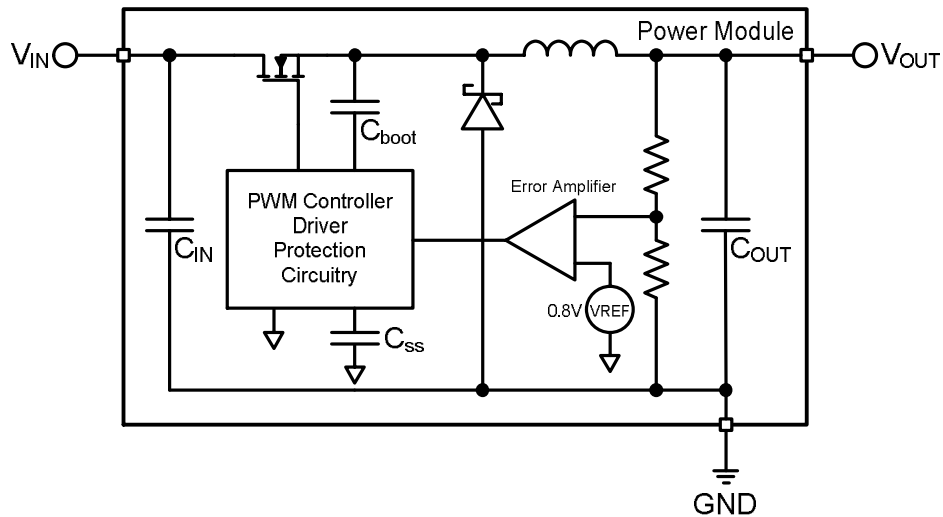 Power Module
VIN
VOUT
Cboot
PWM Controller
Driver
Protection
Circuitry
Error Amplifier
CIN
COUT
0.8V
VREF
Css
GND